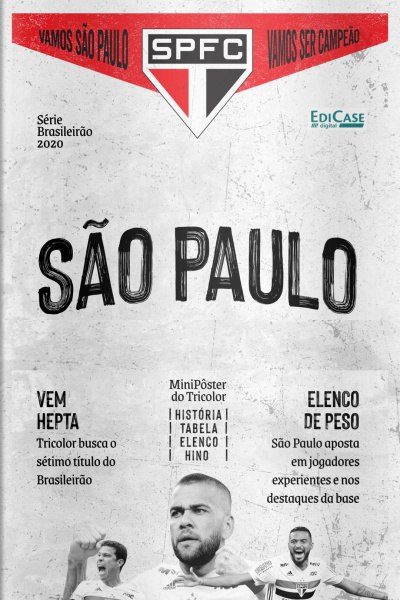 VAMOS SÃO PAULO
SPFC
VAMOS SER CAMPEÃO
Série
Brasileirão
2020
EDICASE
digital
SÃO PAULO
MiniPôster
do Tricolor
HISTÓRIA
TABELA
ELENCO
HINO
VEM
HEPTA
Tricolor busca o
sétimo título do
Brasileirão
ELENCO
DE PESO
São Paulo aposta
em jogadores
experientes e nos
destaques da base